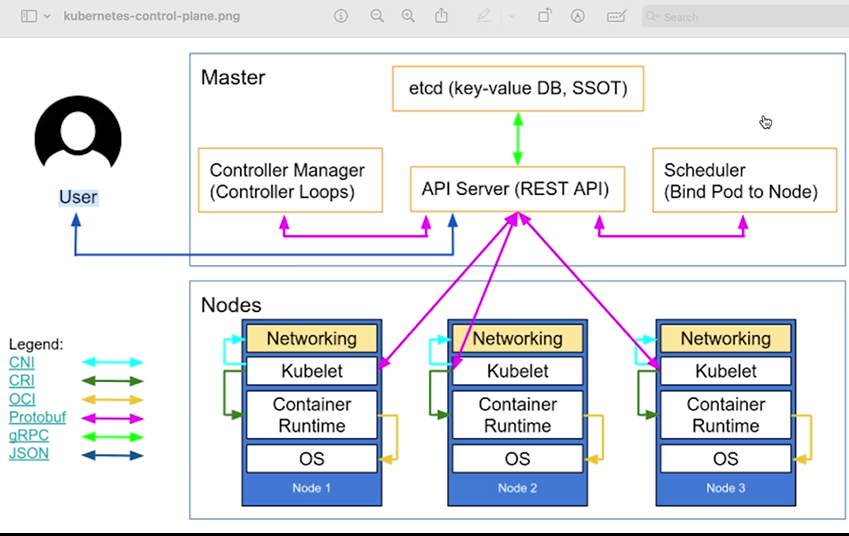 kubernetes-control-plane.png
Search
Master
etcd (key-value DB, SSOT)
Controller Manager
(Controller Loops)
API Server (REST API)
Scheduler
(Bind Pod to Node)
User
Nodes
Networking
Kubelet
Container
Runtime
OS
Node 1
Networking
Kubelet
Container
Runtime
OS
Node 2
Networking
Kubelet
Container
Runtime
OS
Node 3
Legend:
CNI
CRI
OCI
Protobuf
gRPC
JSON